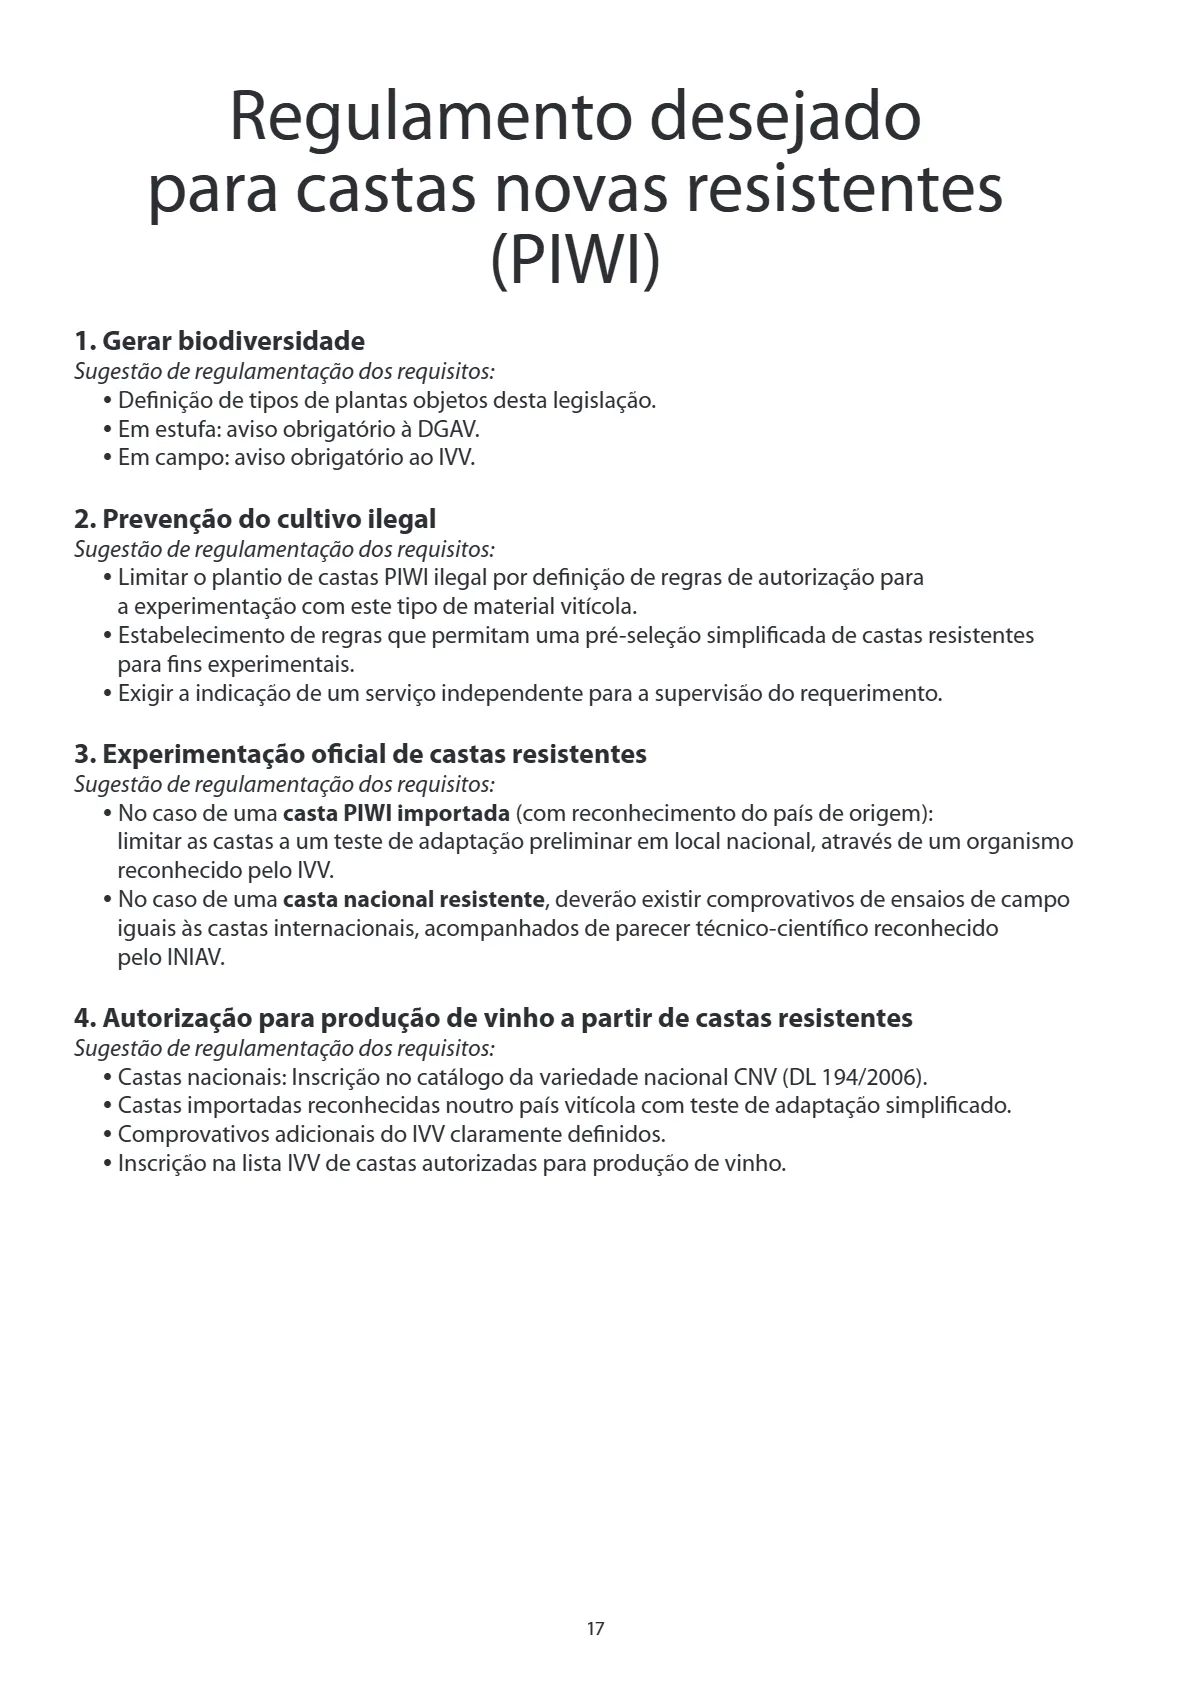 Regulamento desejado
para castas novas resistentes
(PIWI)
1. Gerar biodiversidade
Sugestão de regulamentação dos requisitos:
• Definição de tipos de plantas objetos desta legislação.
• Em estufa: aviso obrigatório à DGAV.
• Em campo: aviso obrigatório ao IVV.
2. Prevenção do cultivo ilegal
Sugestão de regulamentação dos requisitos:
• Limitar o plantio de castas PIWI ilegal por definição de regras de autorização para
a experimentação com este tipo de material vitícola.
• Estabelecimento de regras que permitam uma pré-seleção simplificada de castas resistentes
para fins experimentais.
• Exigir a indicação de um serviço independente para a supervisão do requerimento.
3. Experimentação oficial de castas resistentes
Sugestão de regulamentação dos requisitos:
• No caso de uma casta PIWI importada (com reconhecimento do país de origem):
limitar as castas a um teste de adaptação preliminar em local nacional, através de um organismo
reconhecido pelo IVV.
• No caso de uma casta nacional resistente, deverão existir comprovativos de ensaios de campo
iguais às castas internacionais, acompanhados de parecer técnico-científico reconhecido
pelo INIAV.
4. Autorização para produção de vinho a partir de castas resistentes
Sugestão de regulamentação dos requisitos:
• Castas nacionais: Inscrição no catálogo da variedade nacional CNV (DL 194/2006).
• Castas importadas reconhecidas noutro país vitícola com teste de adaptação simplificado.
• Comprovativos adicionais do IVV claramente definidos.
• Inscrição na lista IVV de castas autorizadas para produção de vinho.
17